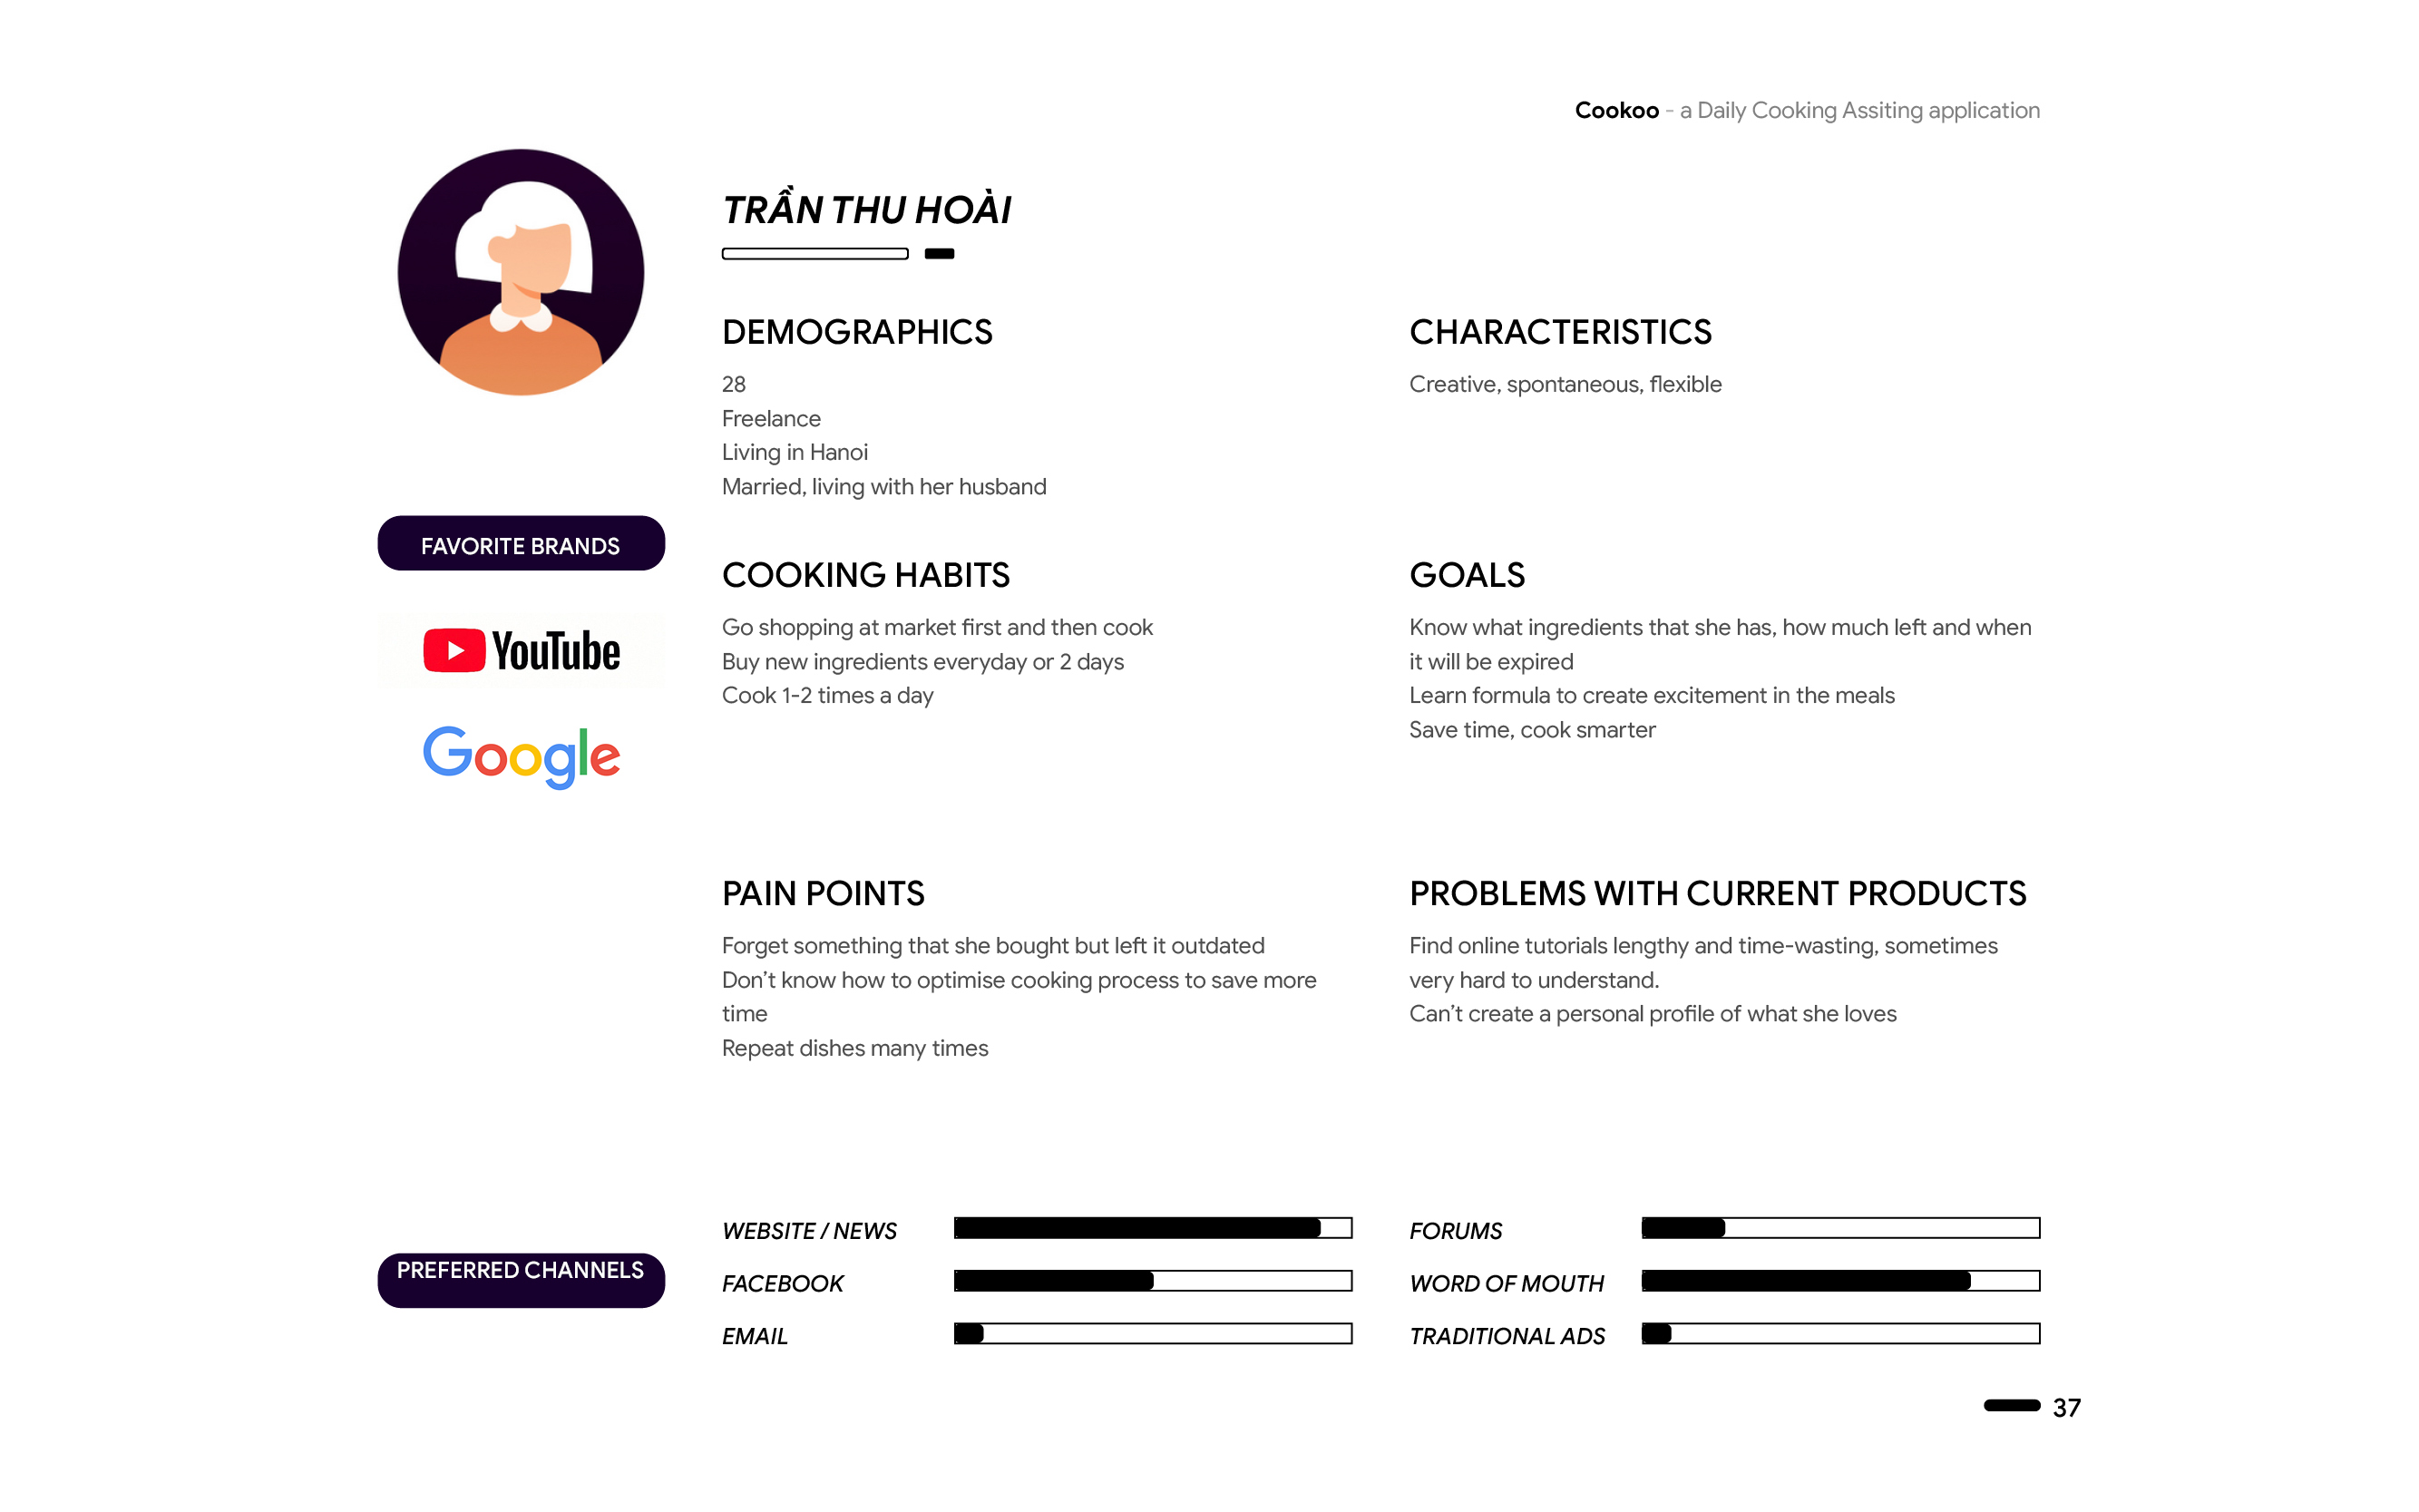 Cookoo - a Daily Cooking Assiting application
TRẦN THU HOÀI
DEMOGRAPHICS
28
Freelance
Living in Hanoi
Married, living with her husband
CHARACTERISTICS
Creative, spontaneous, flexible
FAVORITE BRANDS
YouTube
Google
COOKING HABITS
Go shopping at market first and then cook
Buy new ingredients everyday or 2 days
Cook 1-2 times a day
GOALS
Know what ingredients that she has, how much left and when
it will be expired
Learn formula to create excitement in the meals
Save time, cook smarter
PAIN POINTS
Forget something that she bought but left it outdated
Don’t know how to optimise cooking process to save more
time
Repeat dishes many times
PROBLEMS WITH CURRENT PRODUCTS
Find online tutorials lengthy and time-wasting, sometimes
very hard to understand.
Can’t create a personal profile of what she loves
PREFERRED CHANNELS
WEBSITE / NEWS
FACEBOOK
EMAIL
FORUMS
WORD OF MOUTH
TRADITIONAL ADS
37